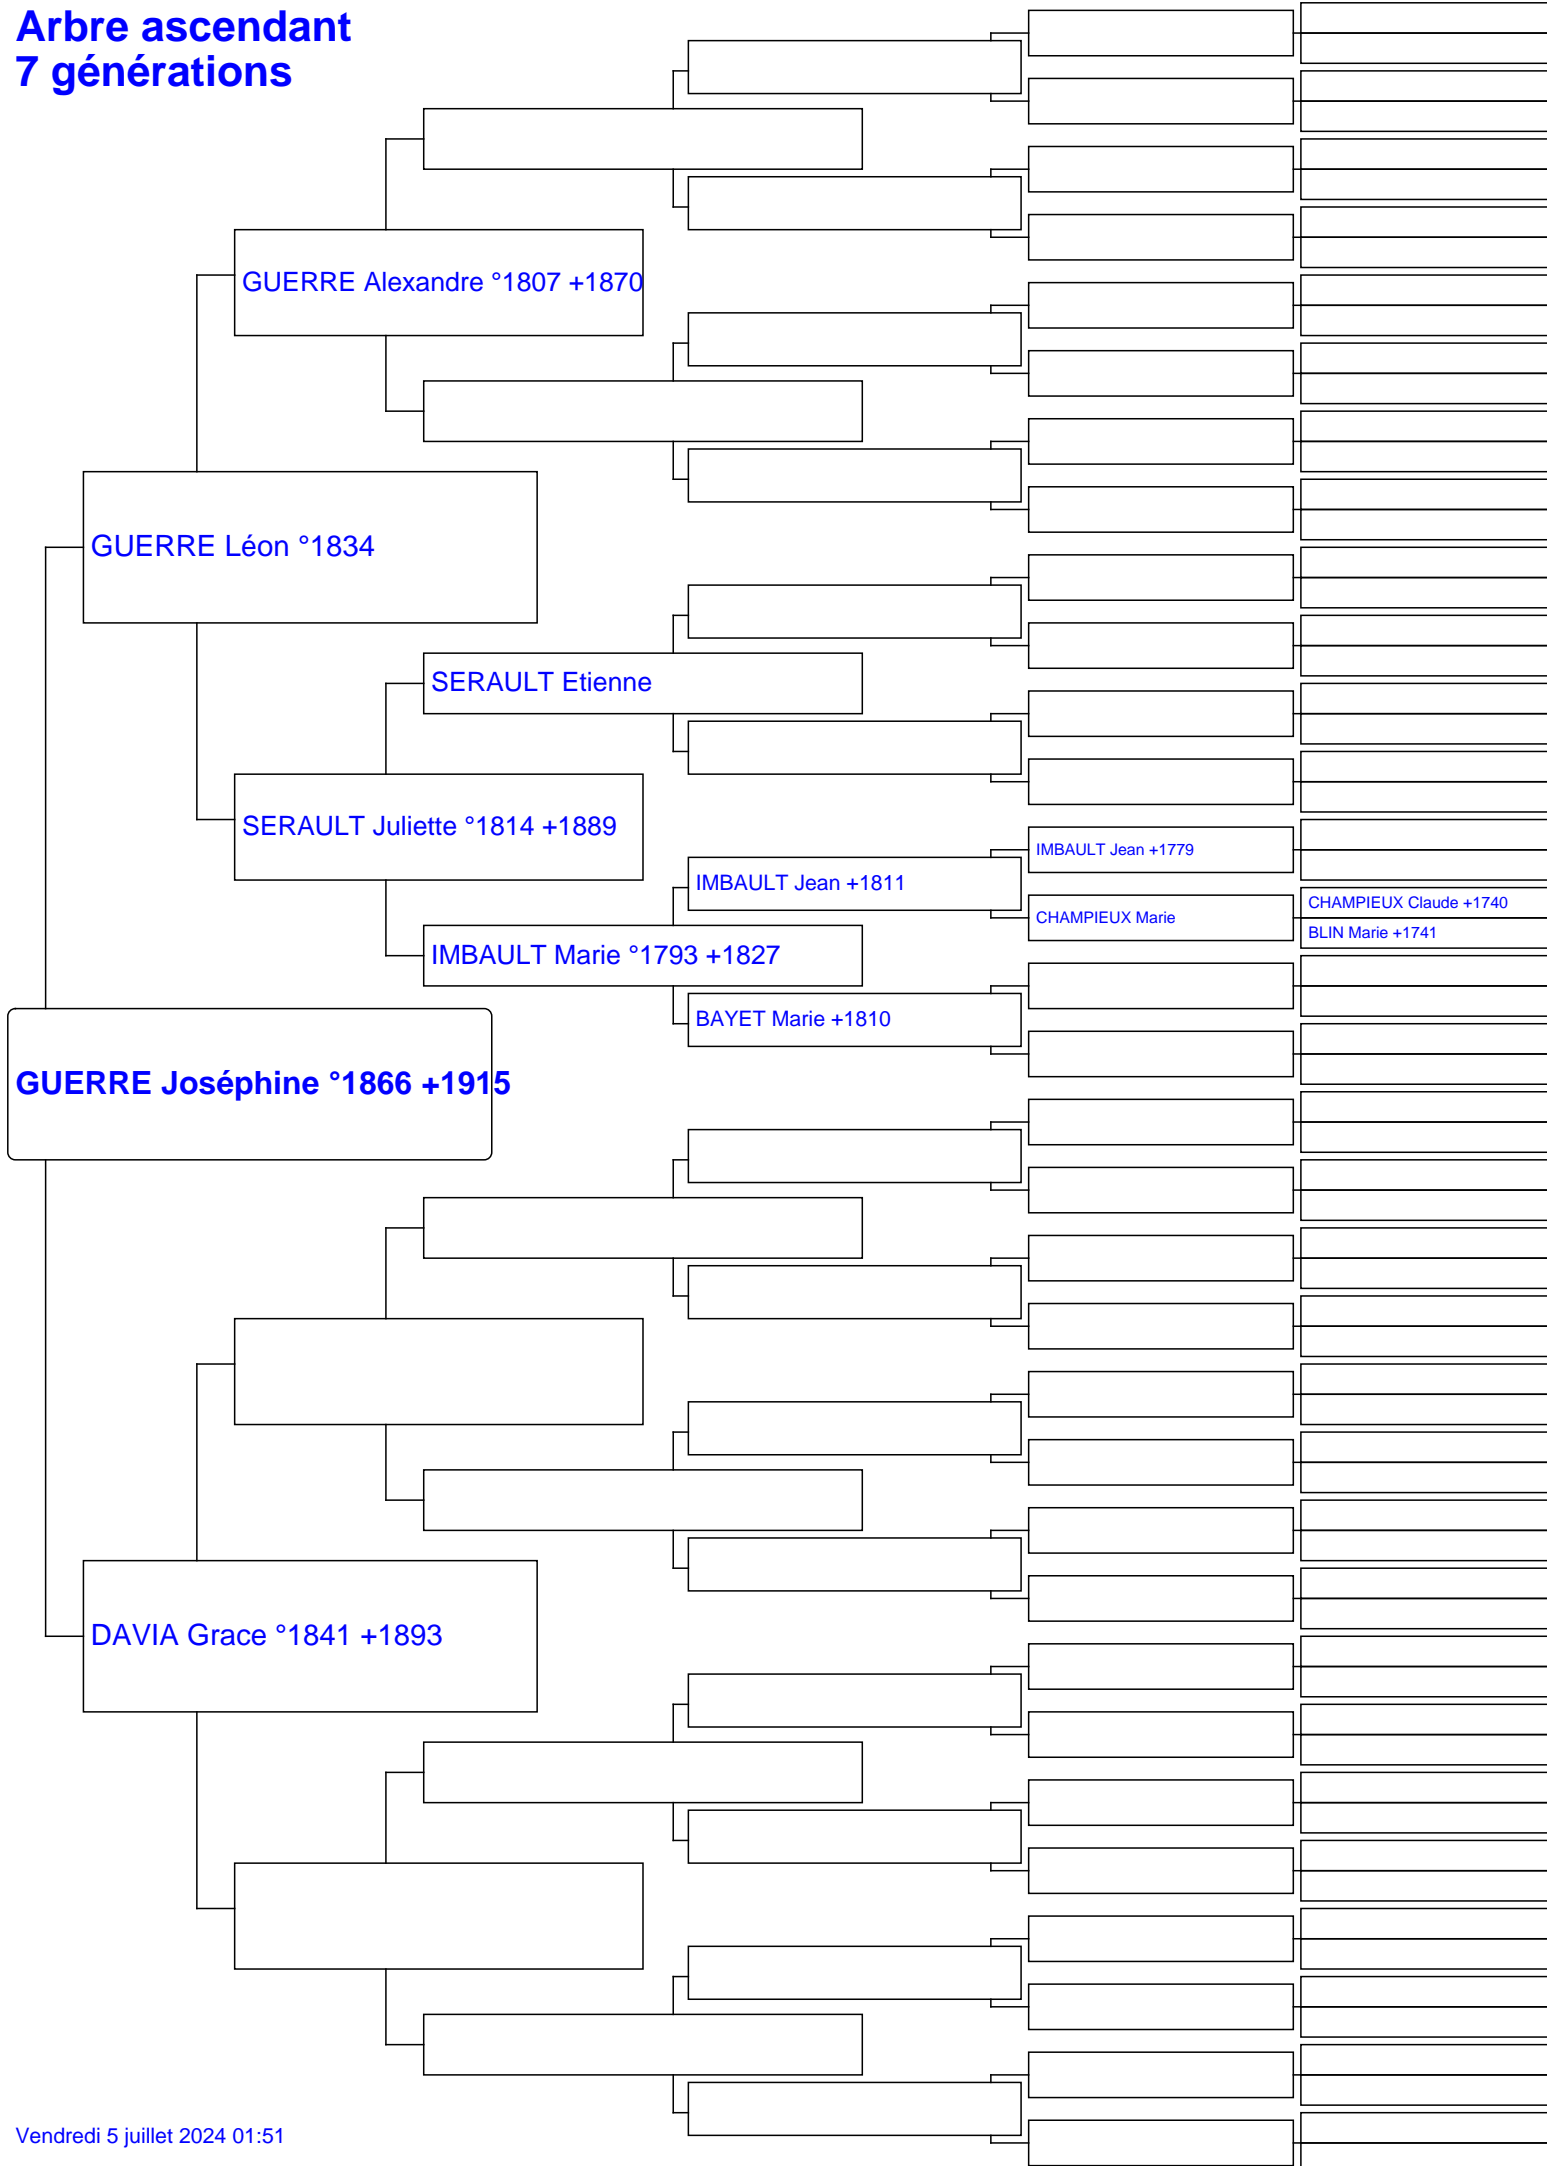 Arbre ascendant
7 générations
GUERRE Alexandre °1807 +1870
GUERRE Léon °1834
SERAULT Etienne
SERAULT Juliette °1814 +1889
IMBAULT Jean +1779
IMBAULT Jean +1811
CHAMPIEUX Claude +1740
CHAMPIEUX Marie
BLIN Marie +1741
IMBAULT Marie °1793 +1827
BAYET Marie +1810
GUERRE Joséphine °1866 +1915
DAVIA Grace °1841 +1893
Vendredi 5 juillet 2024 01:51